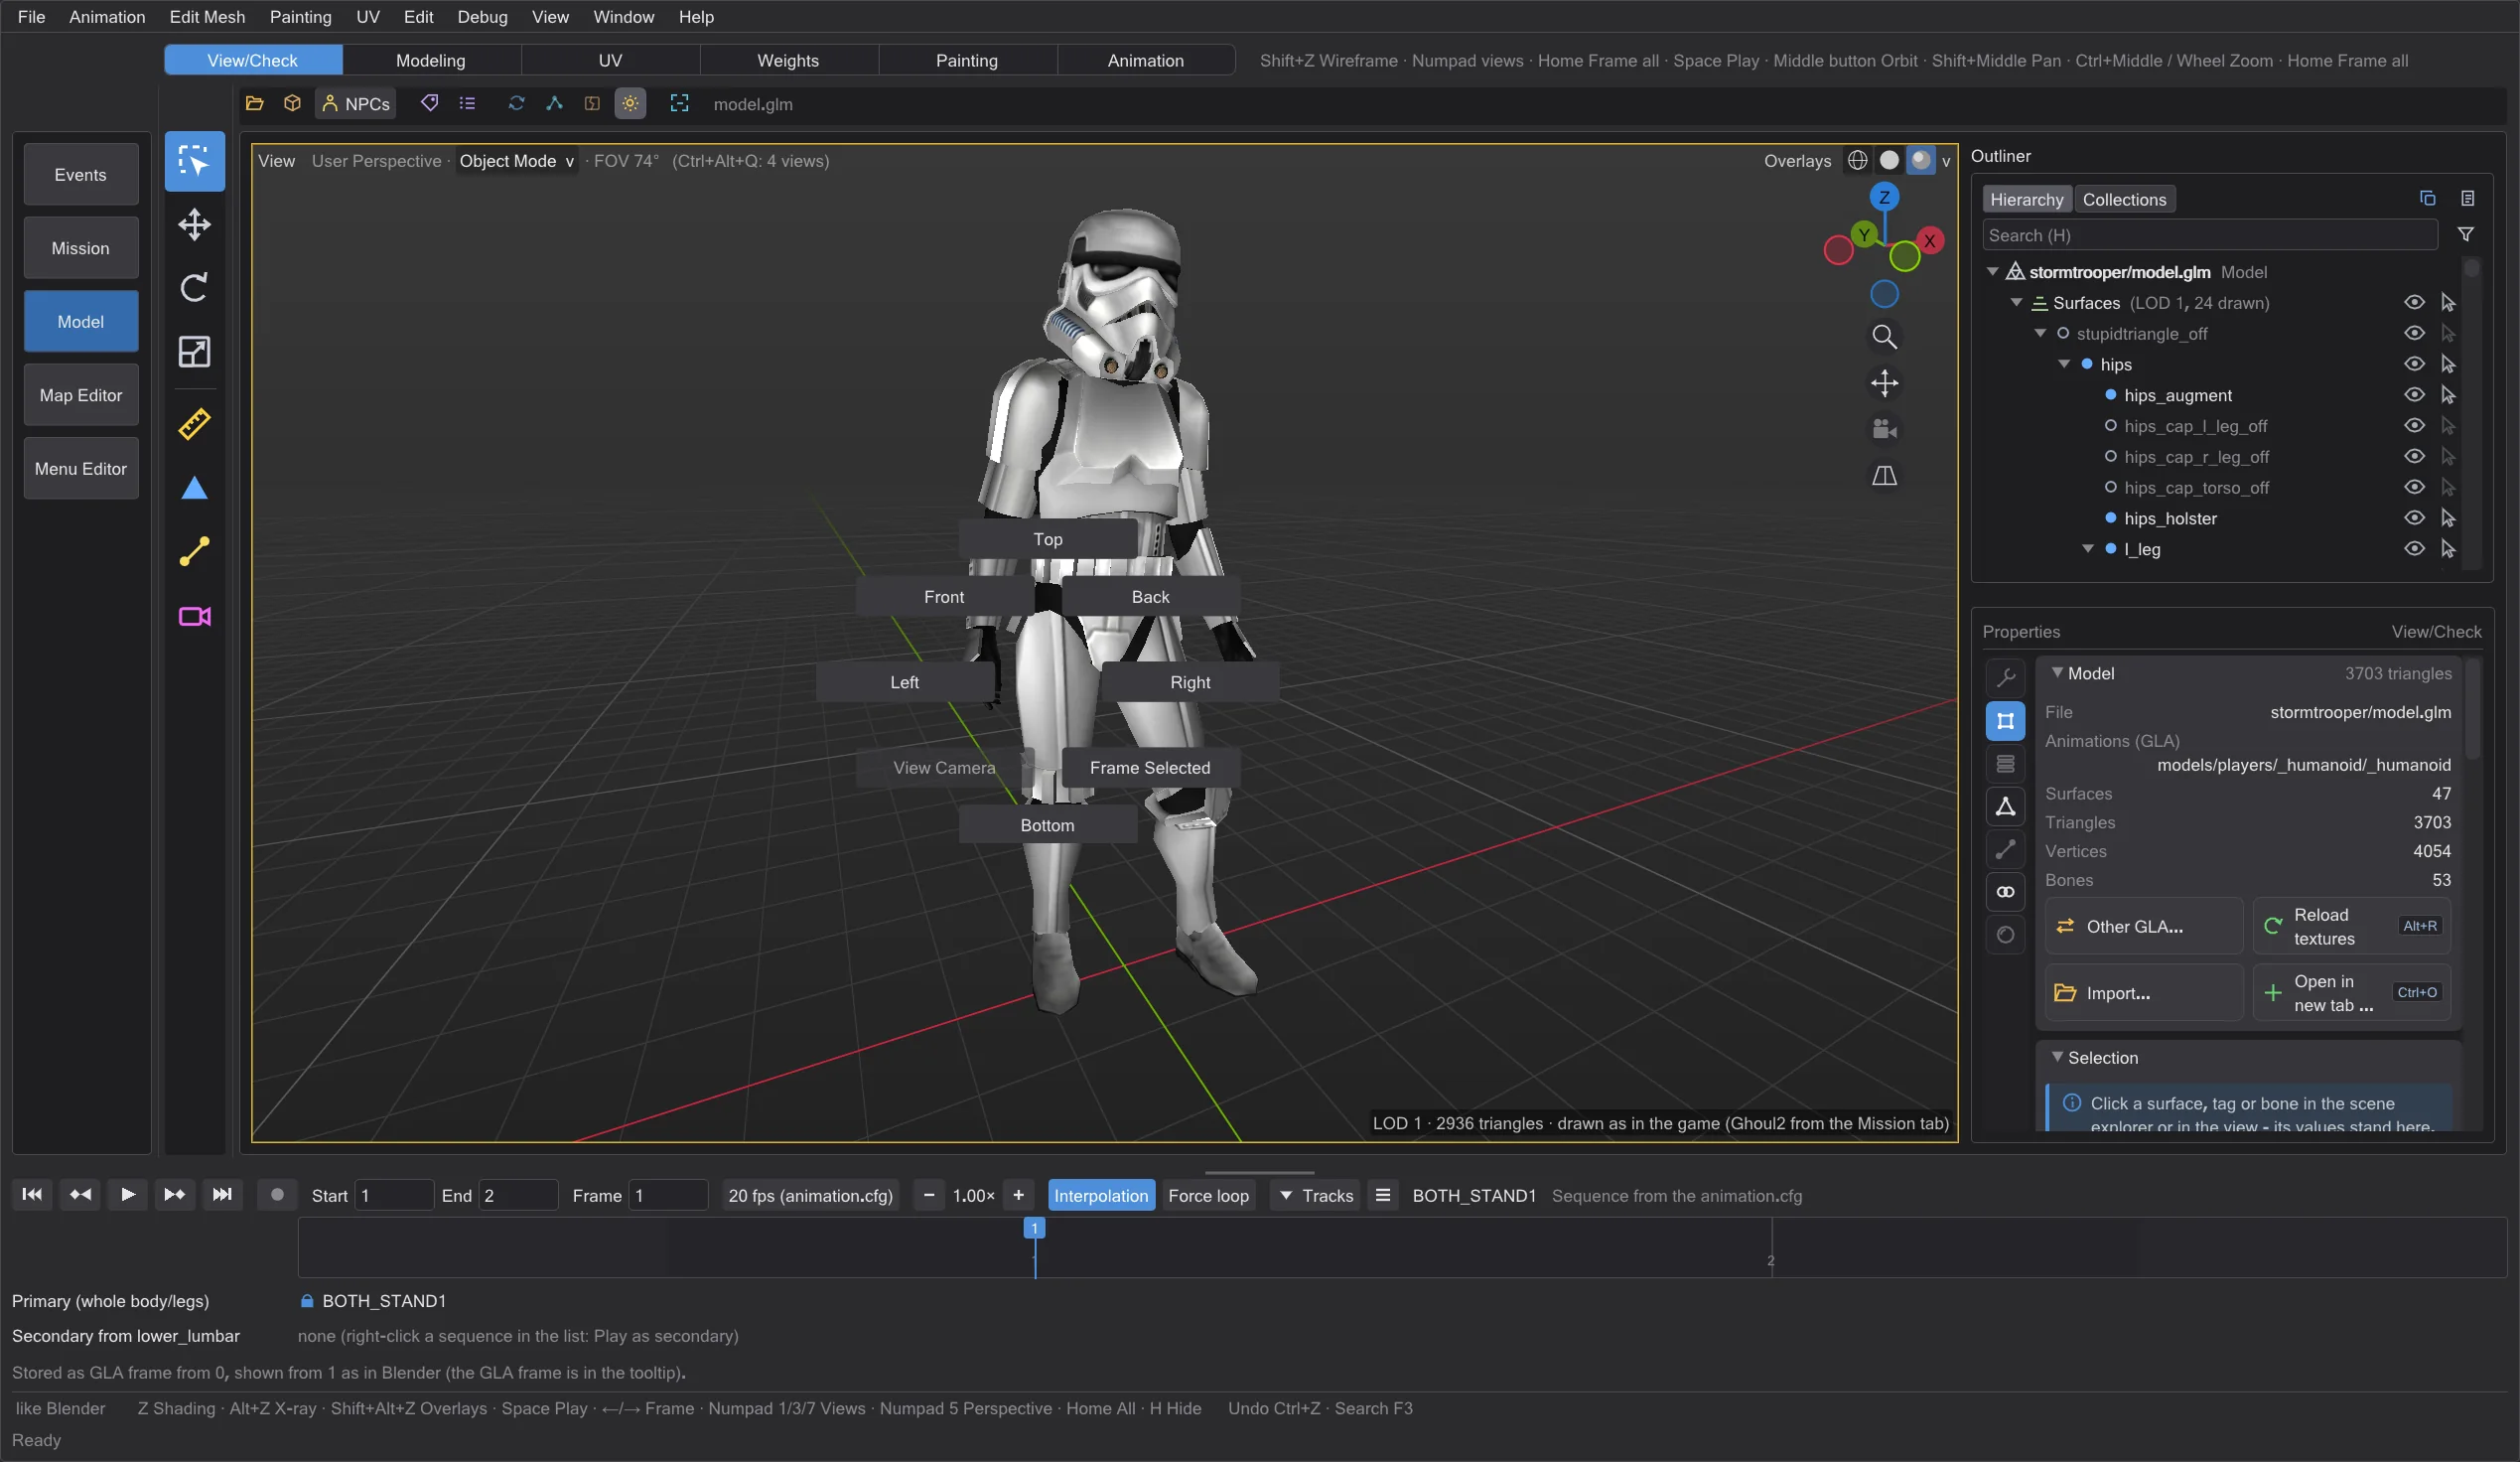 File Animation Edit Mesh Painting UV Edit Debug View Window Help
View/Check Modeling UV Weights Painting Animation Shift+Z Wireframe · Numpad views · Home Frame all · Space Play · Middle button Orbit · Shift+Middle Pan · Ctrl+Middle / Wheel Zoom · Home Frame all
NPCs model.glm
Events
Mission
Model
Map Editor
Menu Editor
View User Perspective · Object Mode v · FOV 74° (Ctrl+Alt+Q: 4 views) Overlays v
Z
Y
X
Top
Front Back
Left Right
View Camera Frame Selected
Bottom
LOD 1 · 2936 triangles · drawn as in the game (Ghoul2 from the Mission tab)
Outliner
Hierarchy Collections
Search (H)
stormtrooper/model.glm Model
Surfaces (LOD 1, 24 drawn)
stupidtriangle_off
hips
hips_augment
hips_cap_l_leg_off
hips_cap_r_leg_off
hips_cap_torso_off
hips_holster
l_leg
Properties View/Check
Model 3703 triangles
File stormtrooper/model.glm
Animations (GLA)
models/players/_humanoid/_humanoid
Surfaces 47
Triangles 3703
Vertices 4054
Bones 53
Other GLA... Reload textures Alt+R
Import... Open in new tab ... Ctrl+O
Selection
Click a surface, tag or bone in the scene
explorer or in the view - its values stand here.
Start 1 End 2 Frame 1 20 fps (animation.cfg) − 1.00× + Interpolation Force loop Tracks BOTH_STAND1 Sequence from the animation.cfg
1
2
Primary (whole body/legs) BOTH_STAND1
Secondary from lower_lumbar none (right-click a sequence in the list: Play as secondary)
Stored as GLA frame from 0, shown from 1 as in Blender (the GLA frame is in the tooltip).
like Blender Z Shading · Alt+Z X-ray · Shift+Alt+Z Overlays · Space Play · ←/→ Frame · Numpad 1/3/7 Views · Numpad 5 Perspective · Home All · H Hide Undo Ctrl+Z · Search F3
Ready